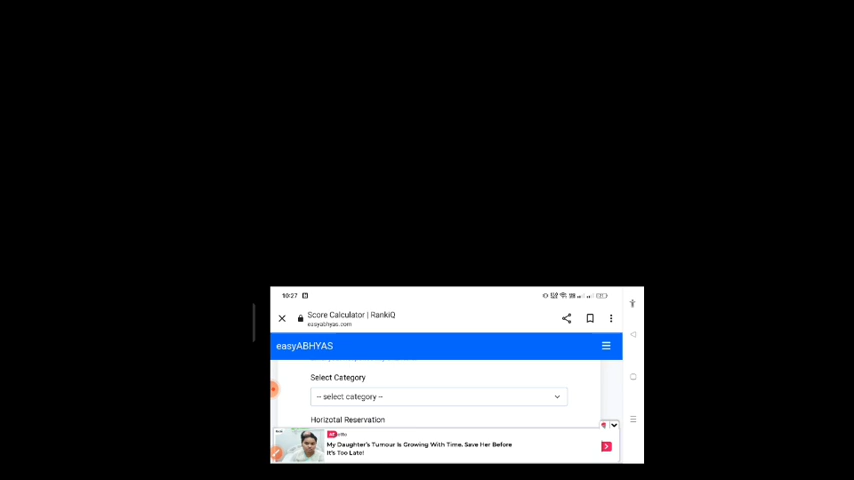 10:27
Score Calculator | RankiQ
easyabhyas.com
easyABHYAS
Select Category
-- select category --
Horizotal Reservation
My Daughter's Tumour Is Growing With Time. Save Her Before
It's Too Late!